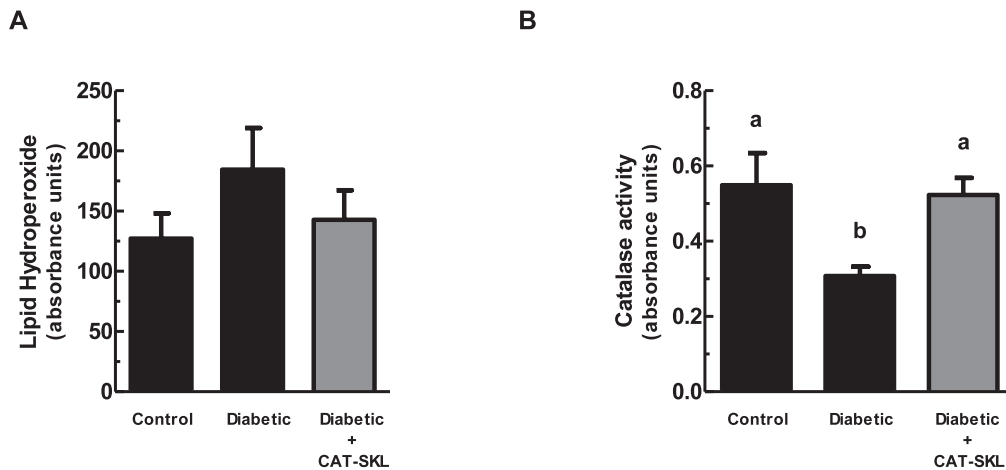 A
Lipid Hydroperoxide
(absorbance units)
250
200
150
100
50
0
Control
Diabetic
Diabetic
+
CAT-SKL
B
Catalase activity
(absorbance units)
0.8
0.6
0.4
0.2
0.0
a
b
a
Control
Diabetic
Diabetic
+
CAT-SKL